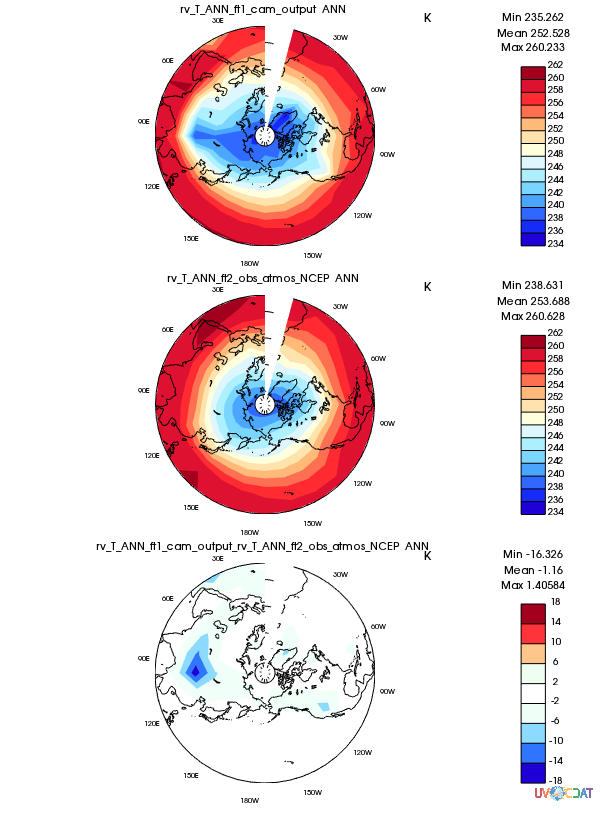 rv_T_ANN_ft1_cam_output ANN
K
Min 235.262
Mean 252.528
Max 260.233
30E
30W
60E
60W
90E
90W
120E
120W
150E
150W
180W
262
260
258
256
254
252
250
248
246
244
242
240
238
236
234
rv_T_ANN_ft2_obs_atmos_NCEP ANN
K
Min 238.631
Mean 253.688
Max 260.628
30E
30W
60E
60W
90E
90W
120E
120W
150E
150W
180W
262
260
258
256
254
252
250
248
246
244
242
240
238
236
234
rv_T_ANN_ft1_cam_output_rv_T_ANN_ft2_obs_atmos_NCEP ANN
K
Min -16.326
Mean -1.16
Max 1.40584
30E
30W
60E
60W
90E
90W
120E
120W
150E
150W
180W
18
14
10
6
2
-2
-6
-10
-14
-18
UV CDAT